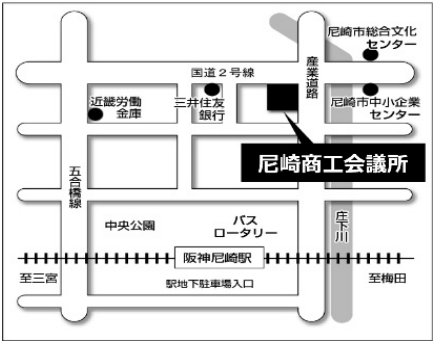 尼崎市総合文化
センター
国道2号線
産業道路
近畿労働
金庫
三井住友
銀行
尼崎市中小企業
センター
尼崎商工会議所
五合橋線
中央公園
バス
ロータリー
庄下川
阪神尼崎駅
至三宮
至梅田
駅地下駐車場入口